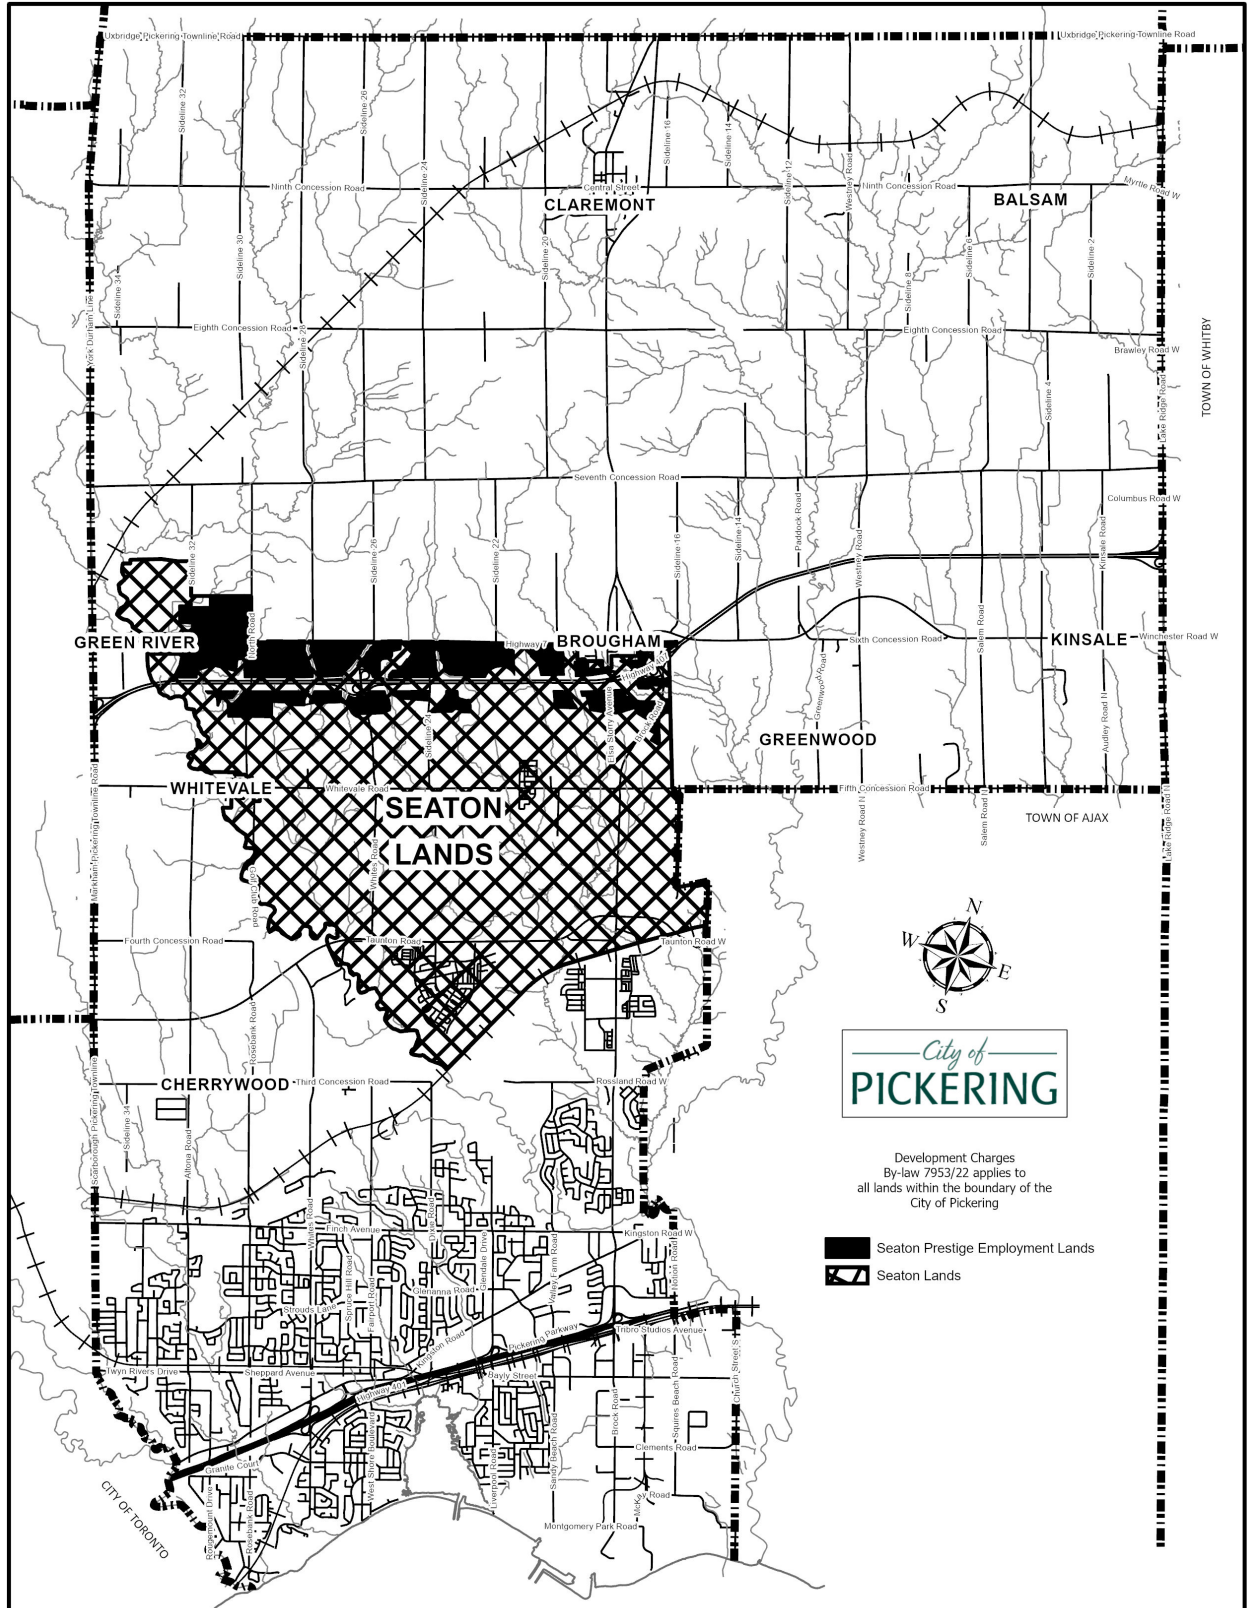 Uxbridge Pickering Townline Road
Uxbridge Pickering Townline Road
Sideline 32
Sideline 26
Sideline 24
Sideline 16
Sideline 14
Sideline 12
Westney Road
Ninth Concession Road
Central Street
Ninth Concession Road
Myrtle Road W
CLAREMONT
BALSAM
Sideline 34
Sideline 30
Sideline 20
Sideline 8
Sideline 6
Sideline 2
York Durham Line
Eighth Concession Road
Sideline 28
Eighth Concession Road
Brawley Road W
TOWN OF WHITBY
Sideline 4
Lake Ridge Road
Seventh Concession Road
Columbus Road W
Sideline 32
Sideline 26
Sideline 22
Sideline 16
Sideline 14
Paddock Road
Westney Road
Kinsale Road
GREEN RIVER
North Road
Highway 7
BROUGHAM
Sixth Concession Road
Salem Road
KINSALE
Winchester Road W
Highway 407
Sideline 24
Elsa Storry Avenue
Brock Road
Greenwood Road
Audley Road N
GREENWOOD
Markham Pickering Townline Road
WHITEVALE
Whitevale Road
Fifth Concession Road
SEATON
LANDS
TOWN OF AJAX
Whites Road
Westney Road N
Salem Road N
Lake Ridge Road N
Golf Club Road
Fourth Concession Road
Taunton Road
Taunton Road W
N
W
E
S
Rosebank Road
City of
PICKERING
CHERRYWOOD
Third Concession Road
Rossland Road W
Scarborough Pickering Townline
Sideline 34
Altona Road
Development Charges
By-law 7953/22 applies to
all lands within the boundary of the
City of Pickering
Whites Road
Finch Avenue
Dixie Road
Glendale Drive
Valley Farm Road
Kingston Road W
Notion Road
Seaton Prestige Employment Lands
Seaton Lands
Spruce Hill Road
Fairport Road
Glenanna Road
Strouds Lane
Kingston Road
Pickering Parkway
Tribro Studios Avenue
Twyn Rivers Drive
Sheppard Avenue
Highway 401
Bayly Street
Church Street S
Squires Beach Road
Brock Road
West Shore Boulevard
Sandy Beach Road
Clements Road
Granite Court
Liverpool Road
Rougemount Drive
Rosebank Road
Road
Montgomery Park Road
CITY OF TORONTO